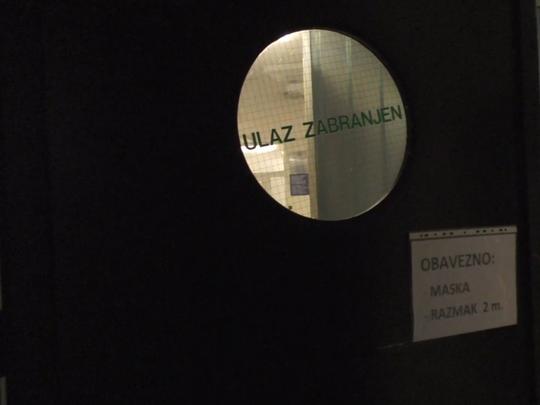 ULAZ ZABRANJEN
OBAVEZNO:
- MASKA
- RAZMAK 2 m.